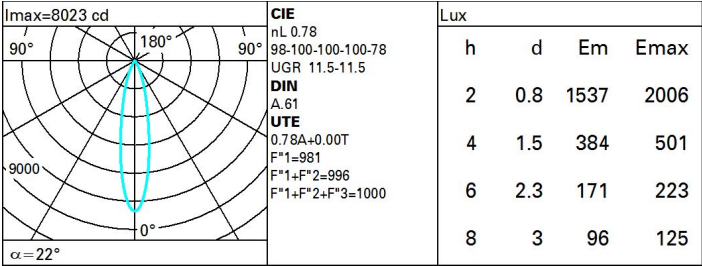 Imax=8023 cd
90° 180° 90°
9000
0°
α=22°
CIE
nL 0.78
98-100-100-100-78
UGR 11.5-11.5
DIN
A.61
UTE
0.78A+0.00T
F"1=981
F"1+F"2=996
F"1+F"2+F"3=1000
Lux
h d Em Emax
2 0.8 1537 2006
4 1.5 384 501
6 2.3 171 223
8 3 96 125